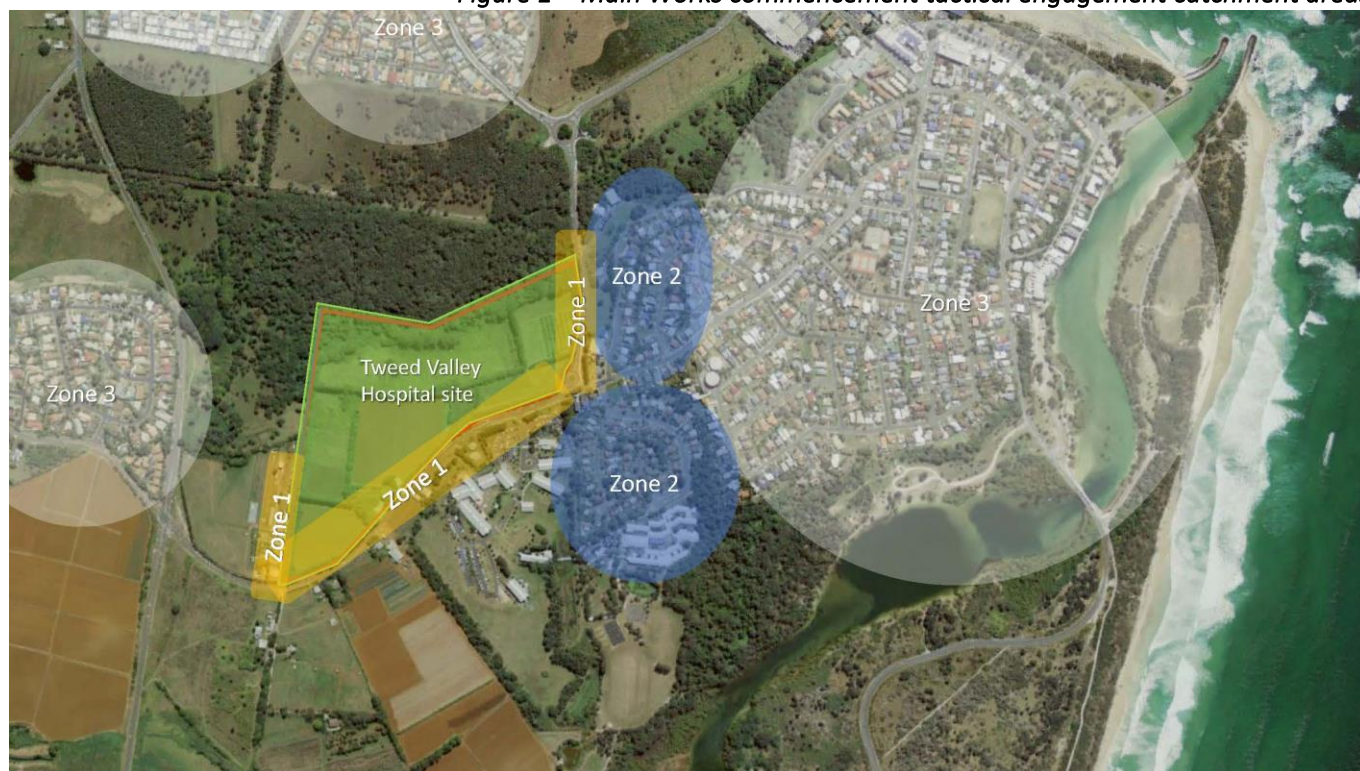 Figure 2 – Main Works commencement tactical engagement catchment areas
Zone 3
Zone 2
Zone 1
Zone 3
Tweed Valley
Hospital site
Zone 3
Zone 1
Zone 2
Zone 1